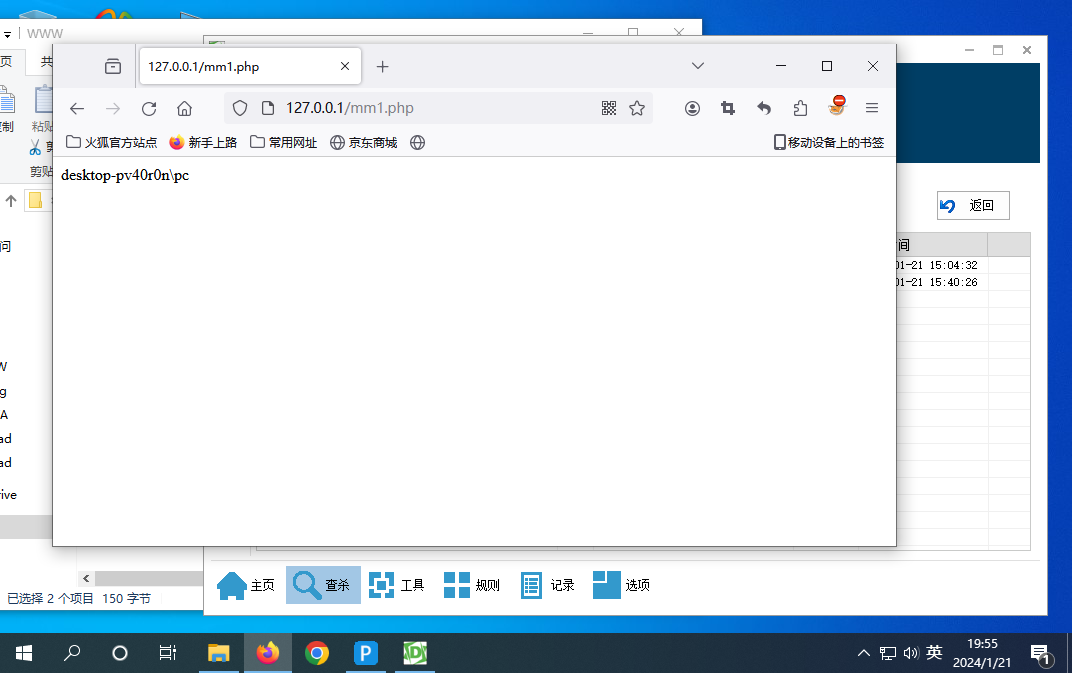 WWW
127.0.0.1/mm1.php
127.0.0.1/mm1.php
火狐官方站点 新手上路 常用网址 京东商城 移动设备上的书签
desktop-pv40r0n\pc
页 共
制 粘贴
剪
剪贴
返回
问
间
01-21 15:04:32
01-21 15:40:26
W
g
A
ad
ad
rive
主页 查杀 工具 规则 记录 选项
已选择 2 个项目 150 字节
P
D
英
19:55
2024/1/21
1